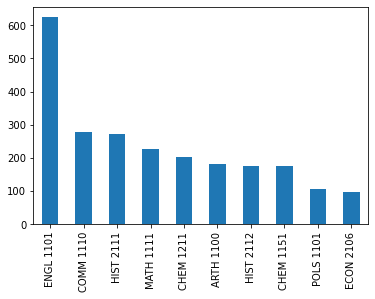 600
500
400
300
200
100
0
ENGL 1101
COMM 1110
HIST 2111
MATH 1111
CHEM 1211
ARTH 1100
HIST 2112
CHEM 1151
POLS 1101
ECON 2106